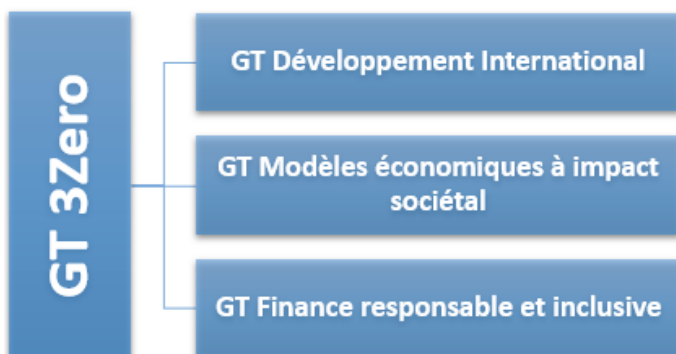 GT 3Zero
GT Développement International
GT Modèles économiques à impact
sociétal
GT Finance responsable et inclusive